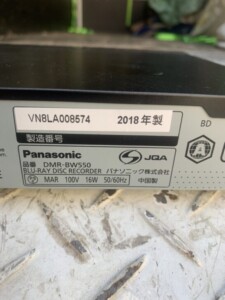 VN8LA008574 2018年製
製造番号
BD
Panasonic JQA
品番 DMR-BW550
BLU-RAY DISC RECORDER パナソニック株式会社
MAR 100V 16W 50/60Hz 中国製